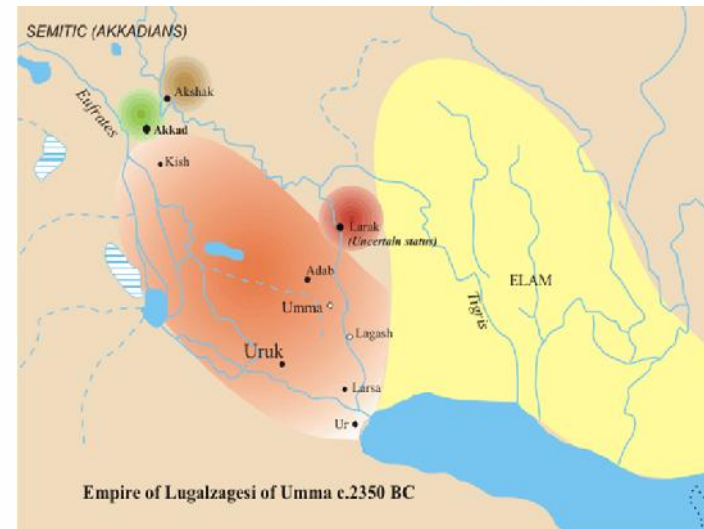 SEMITIC (AKKADIANS)
Akshak
Eufrates
Akkad
Kish
Larak
(Uncertain status)
Adab
ELAM
Umma
Tigris
Lagash
Uruk
Larsa
Ur
Empire of Lugalzagesi of Umma c.2350 BC